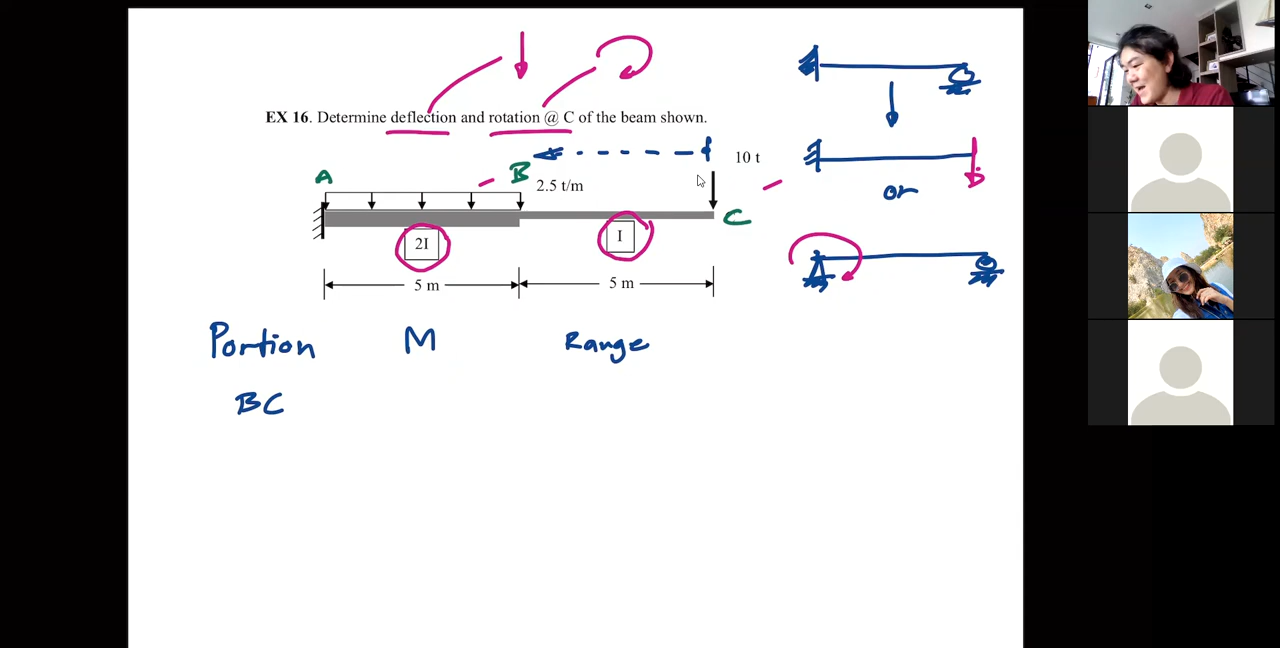 EX 16. Determine deflection and rotation @ C of the beam shown.
A
B
10 t
2.5 t/m
C
2I
I
5 m
5 m
or
Portion M Range
BC